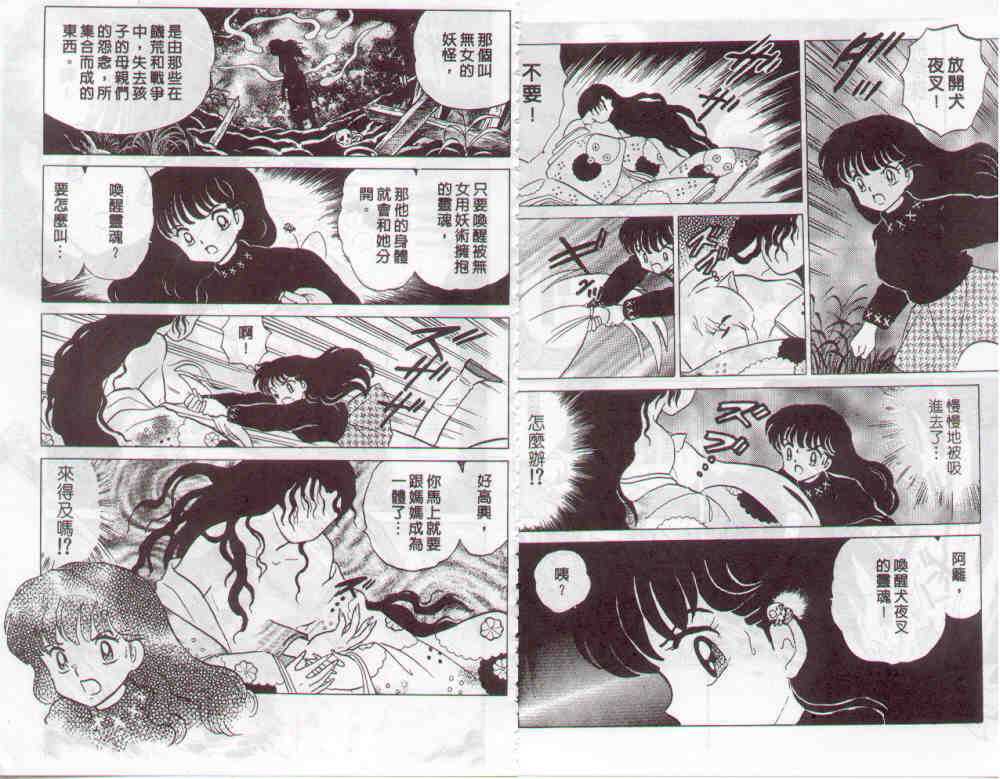 放開犬
夜叉！
不要！
慢慢地被吸
進去了…
怎麼辦!?
阿籬，
喚醒犬夜叉
的靈魂！
咦？
那個叫
無女的
妖怪，
是由那些在
饑荒和戰爭
中，失去孩
子的母親們
的怨念，所
集合而成的
東西。
只要喚醒被無
女用妖術擁抱
的靈魂，
那他的身體
就會和她分
開。
喚醒靈魂？
要怎麼叫…
啊！
好高興，
你馬上就要
跟媽媽成為
一體了…
來得及嗎!?